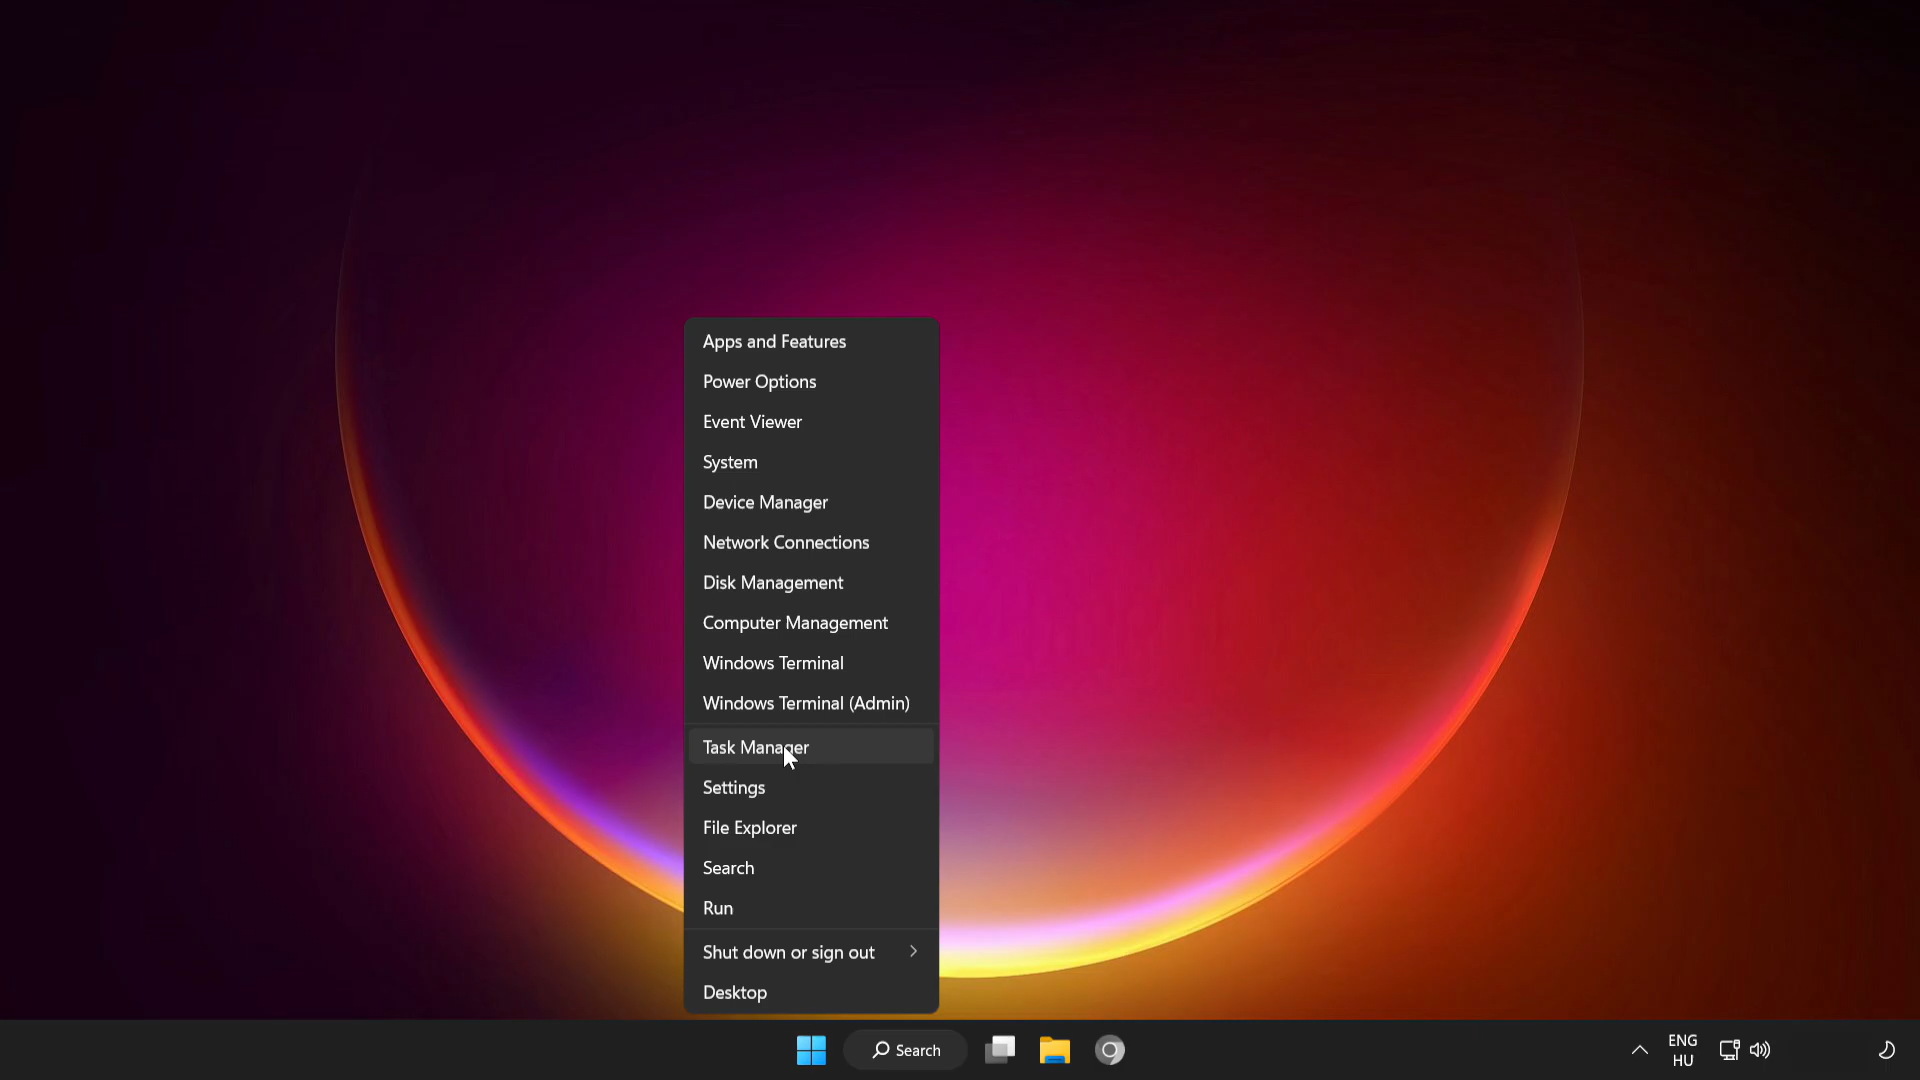 Apps and Features
Power Options
Event Viewer
System
Device Manager
Network Connections
Disk Management
Computer Management
Windows Terminal
Windows Terminal (Admin)
Task Manager
Settings
File Explorer
Search
Run
Shut down or sign out
Desktop
Search
ENG
HU